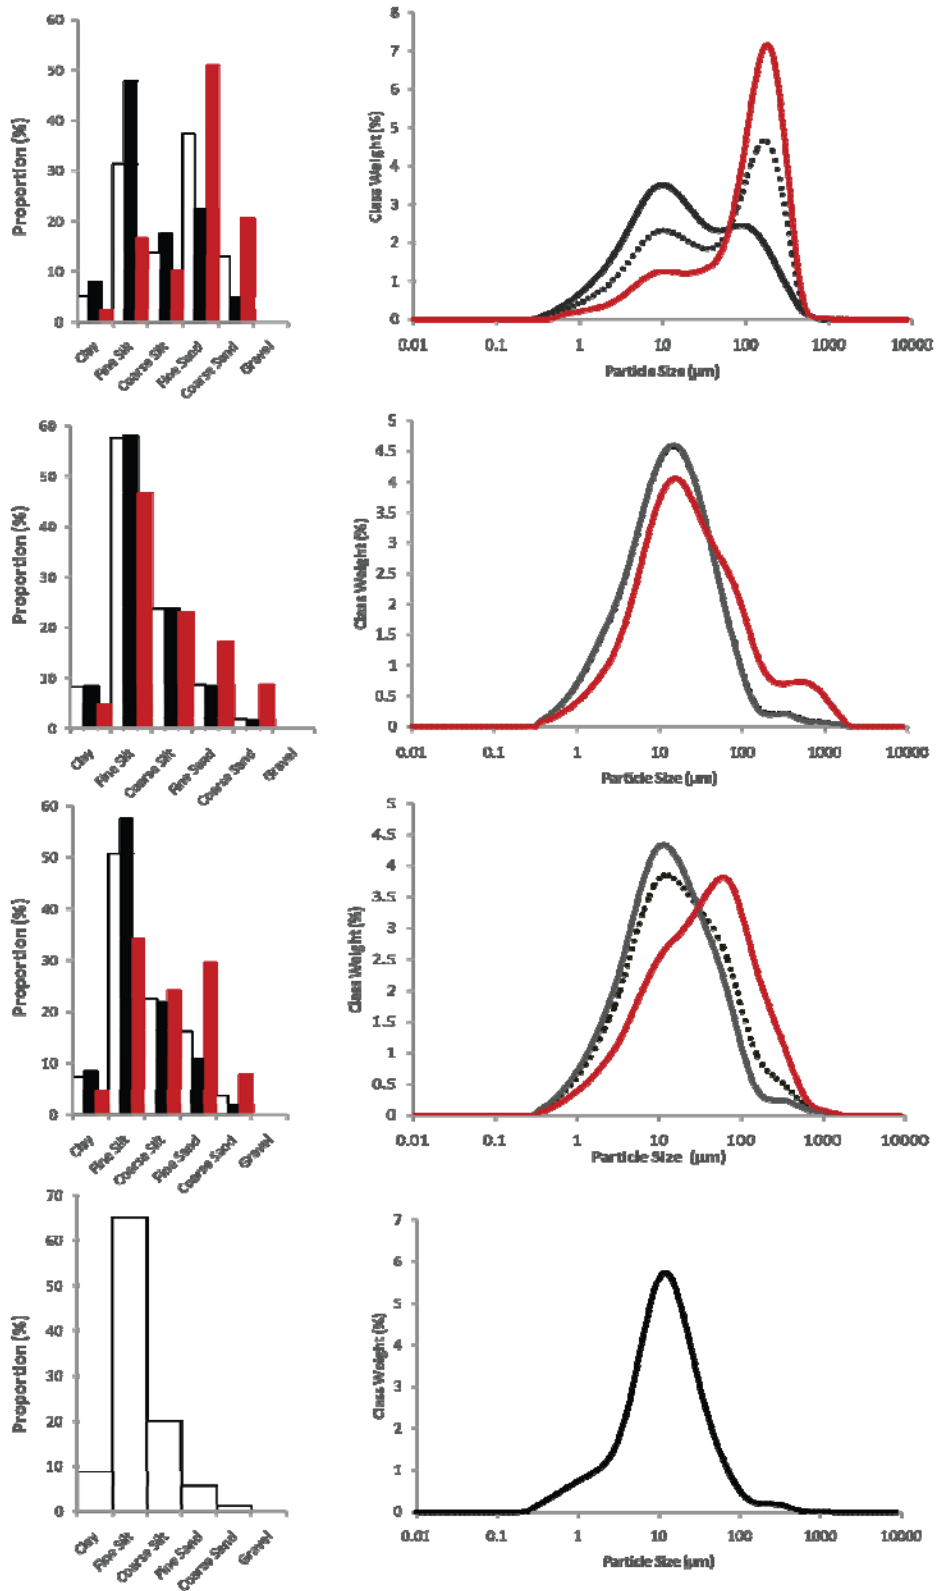 60
50
40
30
20
10
0
Proportion (%)
Clay
Fine Silt
Coarse Silt
Fine Sand
Coarse Sand
Gravel
8
7
6
5
4
3
2
1
0
Class Weight (%)
0.01 0.1 1 10 100 1000 10000
Particle Size (µm)
60
50
40
30
20
10
0
Proportion (%)
Clay
Fine Silt
Coarse Silt
Fine Sand
Coarse Sand
Gravel
5
4.5
4
3.5
3
2.5
2
1.5
1
0.5
0
Class Weight (%)
0.01 0.1 1 10 100 1000 10000
Particle Size (µm)
60
50
40
30
20
10
0
Proportion (%)
Clay
Fine Silt
Coarse Silt
Fine Sand
Coarse Sand
Gravel
5
4.5
4
3.5
3
2.5
2
1.5
1
0.5
0
Class Weight (%)
0.01 0.1 1 10 100 1000 10000
Particle Size (µm)
70
60
50
40
30
20
10
0
Proportion (%)
Clay
Fine Silt
Coarse Silt
Fine Sand
Coarse Sand
Gravel
7
6
5
4
3
2
1
0
Class Weight (%)
0.01 0.1 1 10 100 1000 10000
Particle Size (µm)